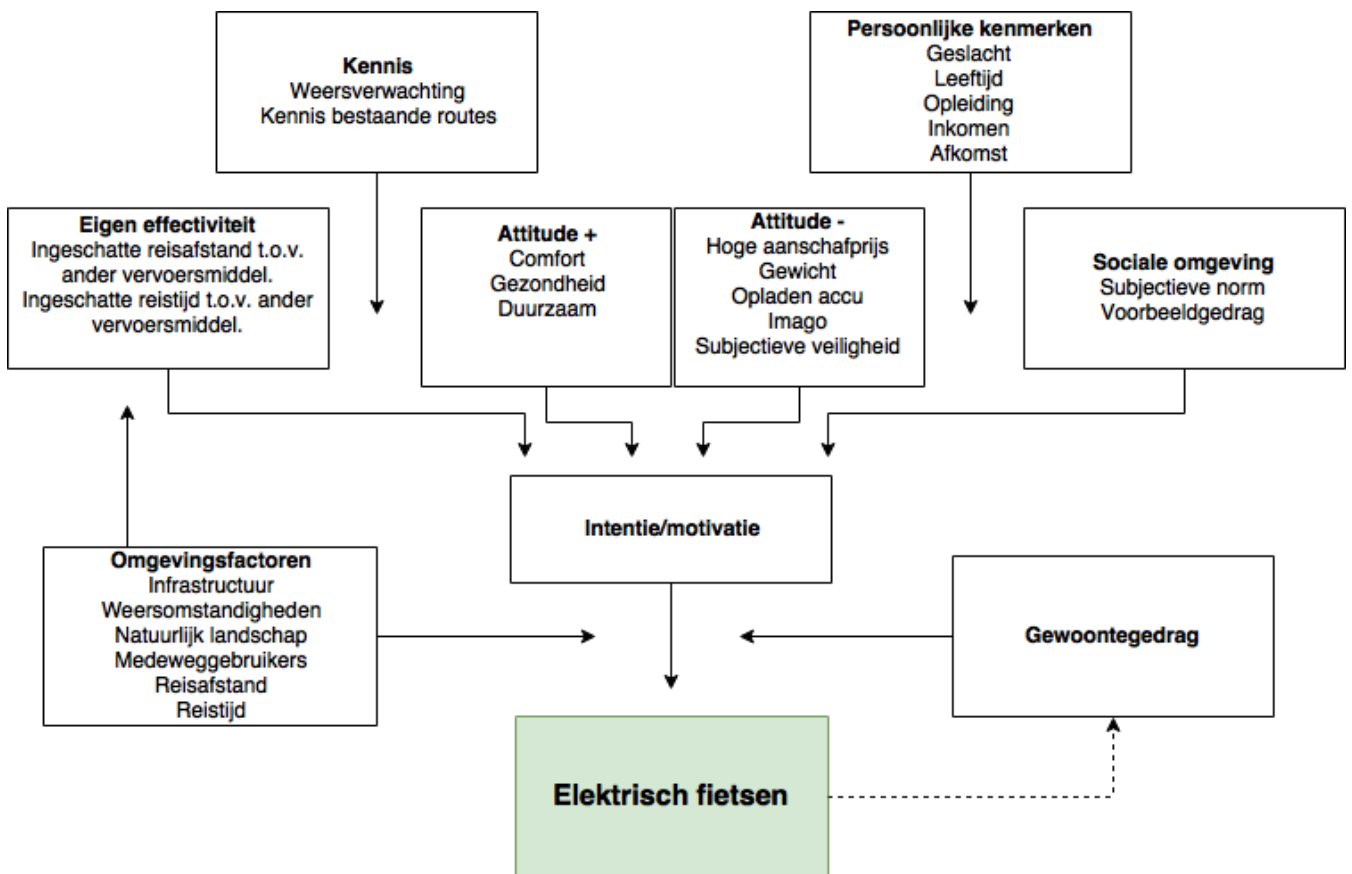 Kennis
Weersverwachting
Kennis bestaande routes
Persoonlijke kenmerken
Geslacht
Leeftijd
Opleiding
Inkomen
Afkomst
Eigen effectiviteit
Ingeschatte reisafstand t.o.v.
ander vervoersmiddel.
Ingeschatte reistijd t.o.v. ander
vervoersmiddel.
Attitude +
Comfort
Gezondheid
Duurzaam
Attitude -
Hoge aanschafprijs
Gewicht
Opladen accu
Imago
Subjectieve veiligheid
Sociale omgeving
Subjectieve norm
Voorbeeldgedrag
Intentie/motivatie
Omgevingsfactoren
Infrastructuur
Weersomstandigheden
Natuurlijk landschap
Medeweggebruikers
Reisafstand
Reistijd
Gewoontegedrag
Elektrisch fietsen